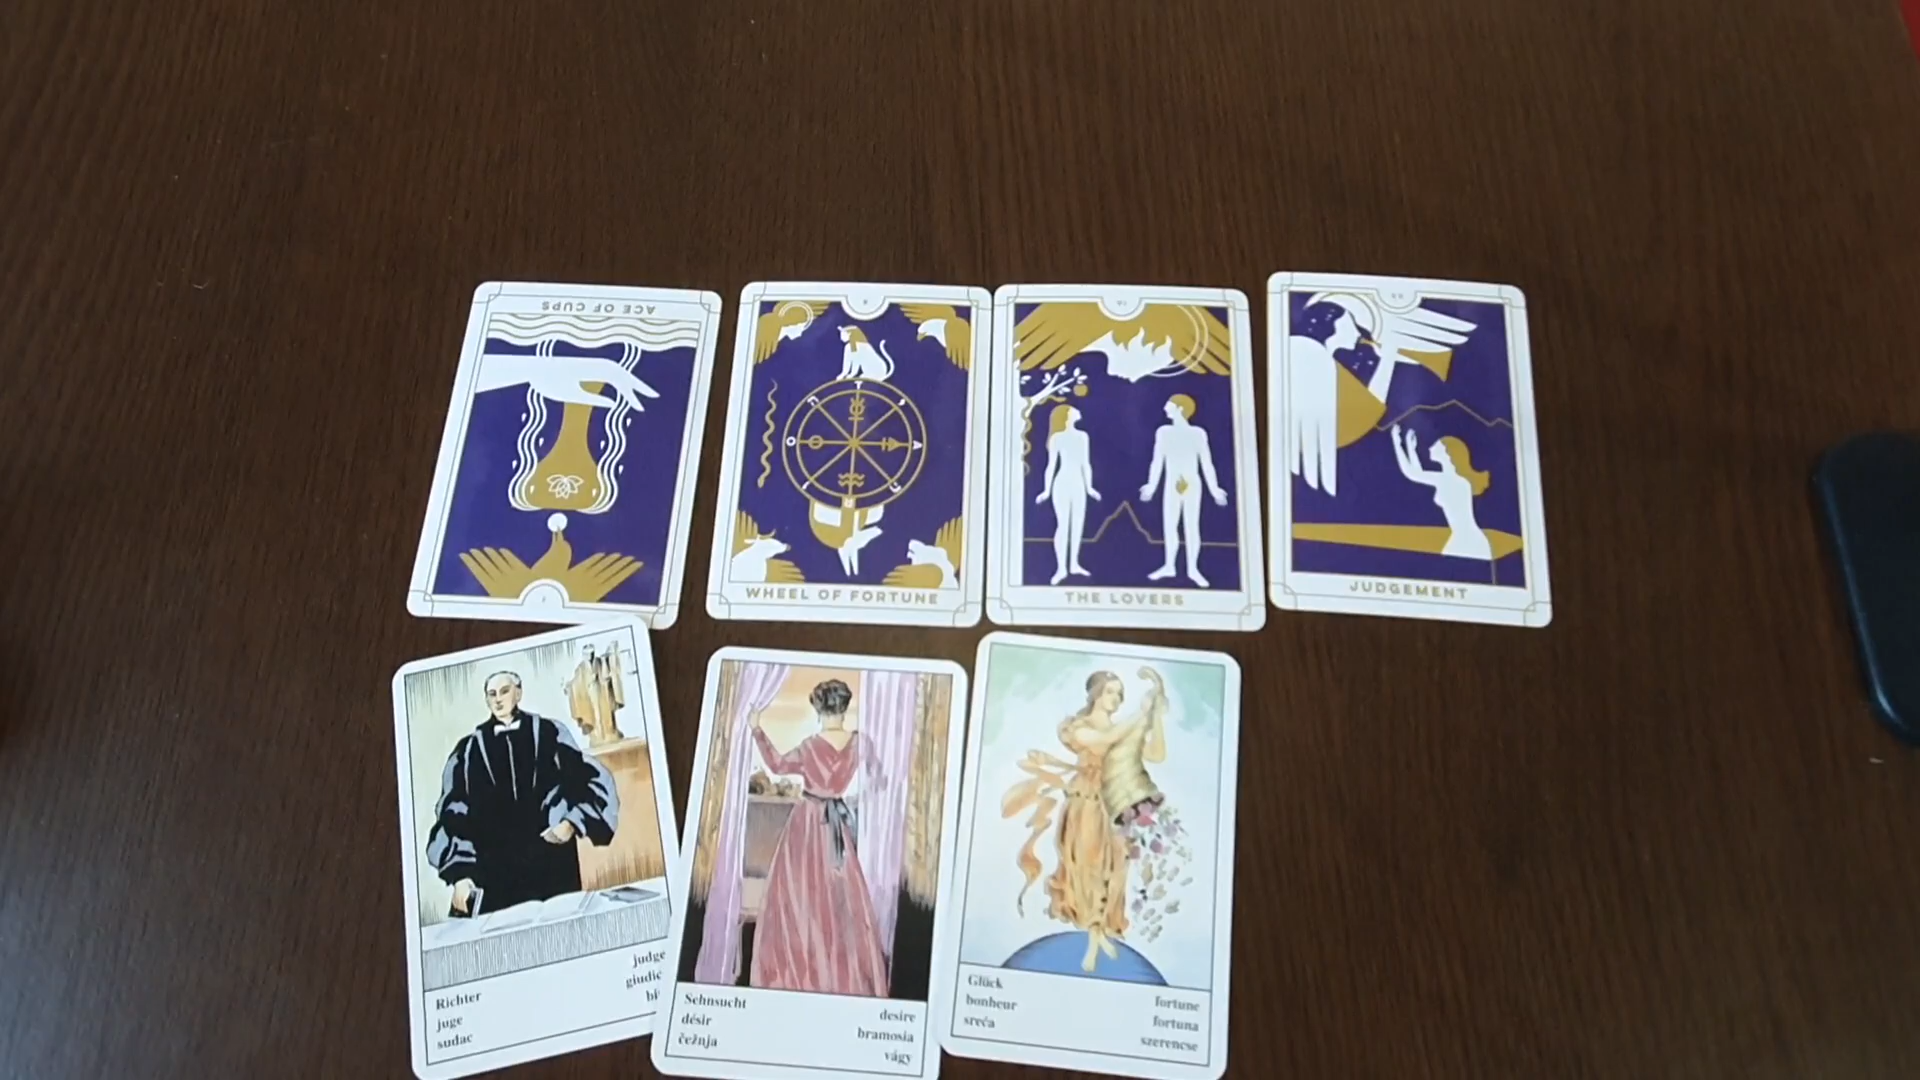 ACE OF CUPS
WHEEL OF FORTUNE
THE LOVERS
JUDGEMENT
Richter
juge
sudac
judge
Sehnsucht
désir
čežnja
desire
bramosia
vágy
Glück
bonheur
sreća
fortune
fortuna
szerencse